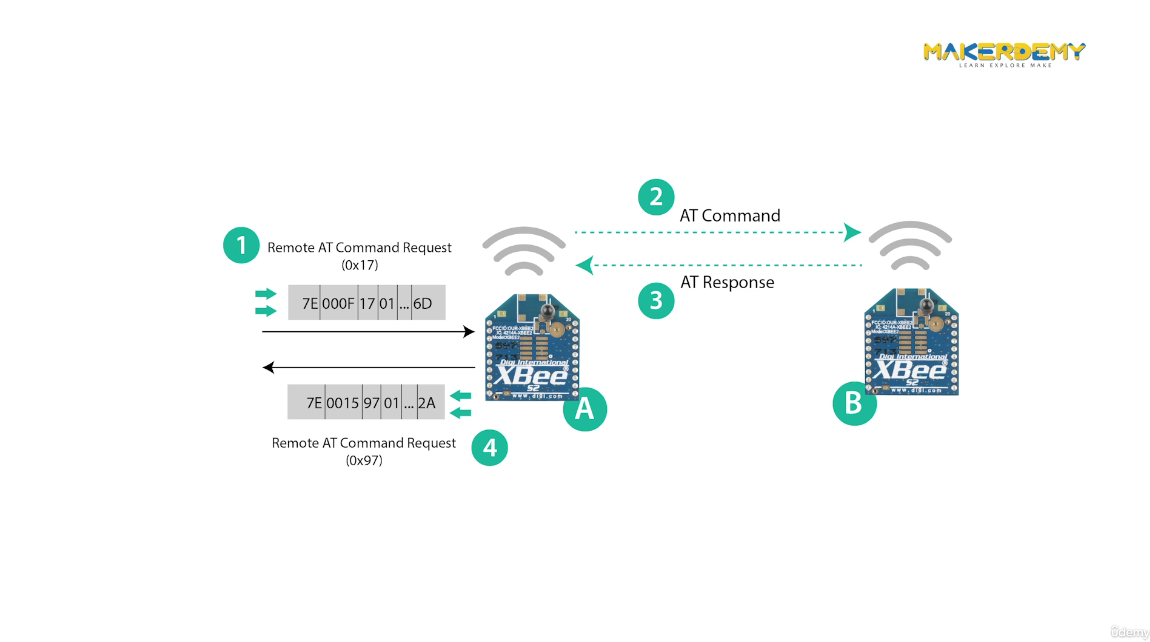 MAKERDEMY
LEARN EXPLORE MAKE
2
AT Command
1
Remote AT Command Request
(0x17)
7E 000F 17 01 ... 6D
3
AT Response
7E 0015 97 01 ... 2A
Remote AT Command Request
(0x97)
4
Digi International
XBee
S2
www.digi.com
A
Digi International
XBee
S2
www.digi.com
B
ûdemy